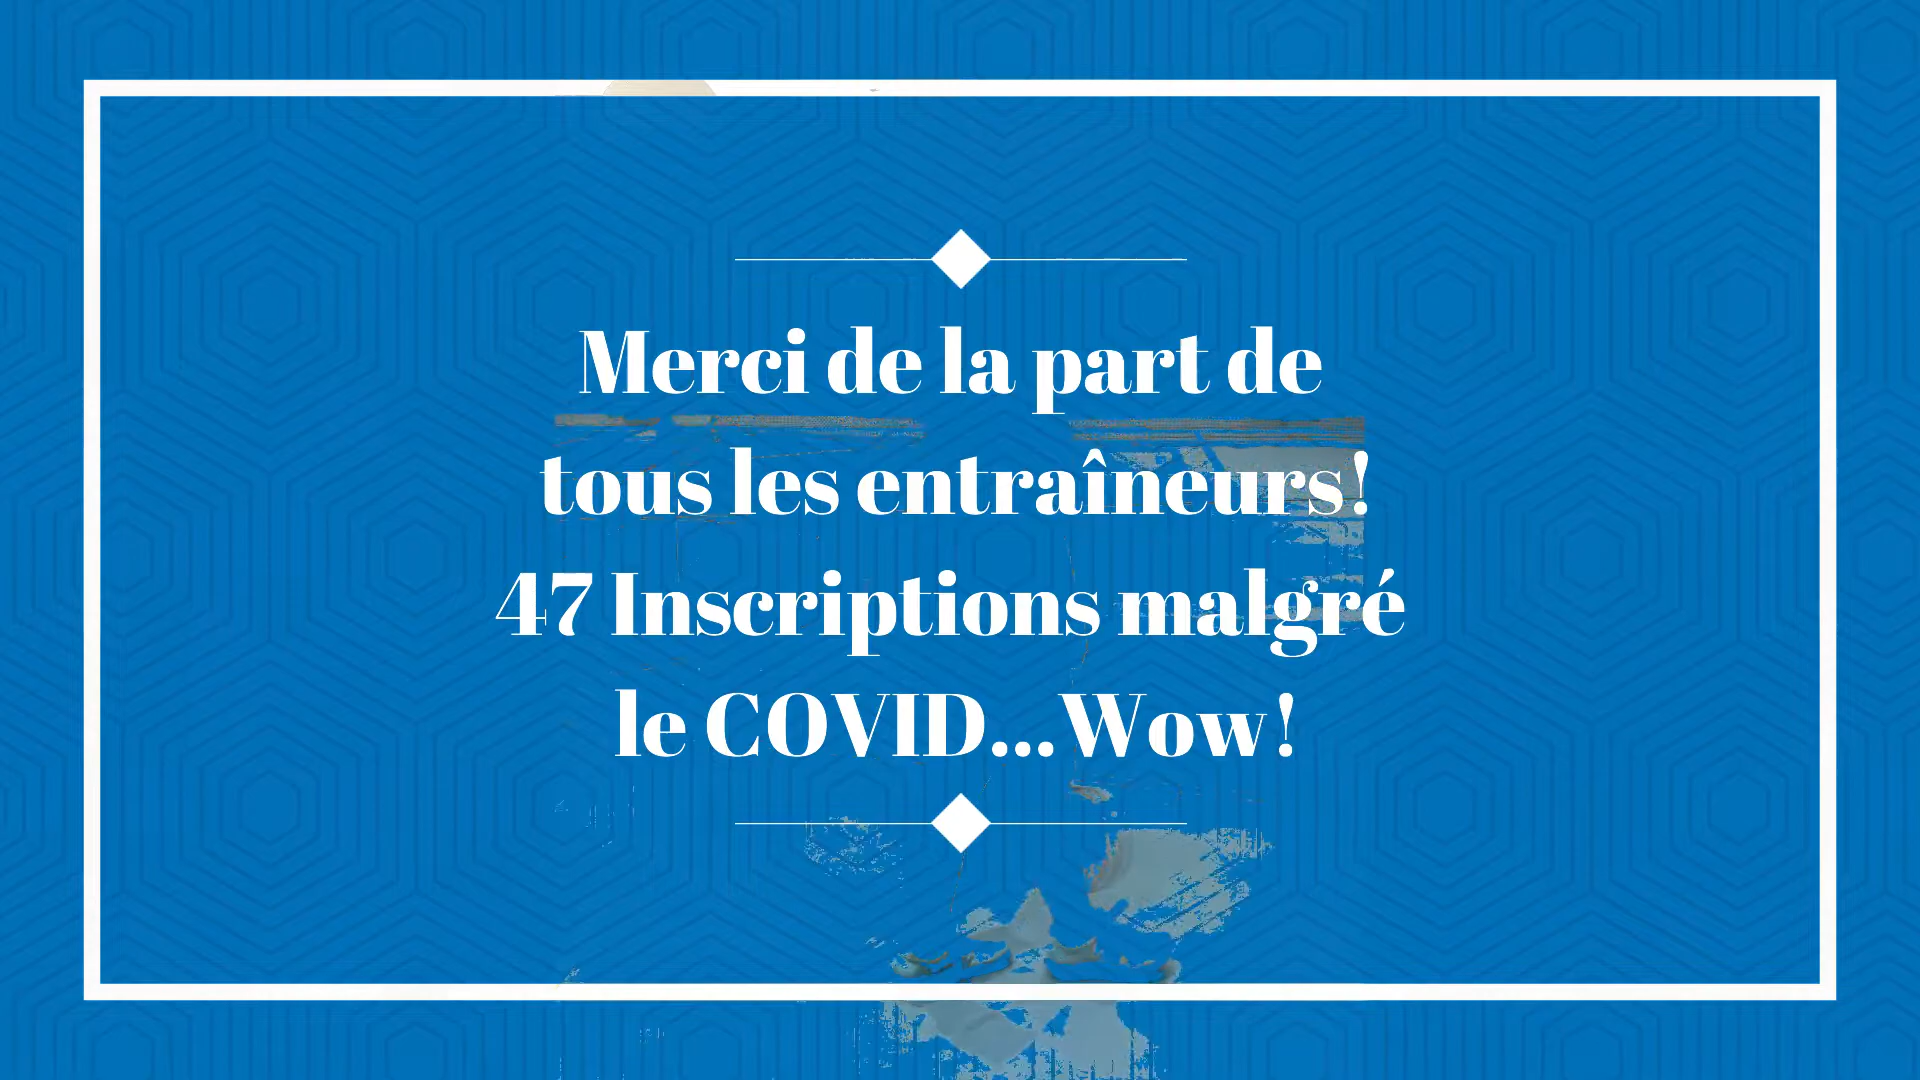 Merci de la part de
tous les entraîneurs!
47 Inscriptions malgré
le COVID...Wow!